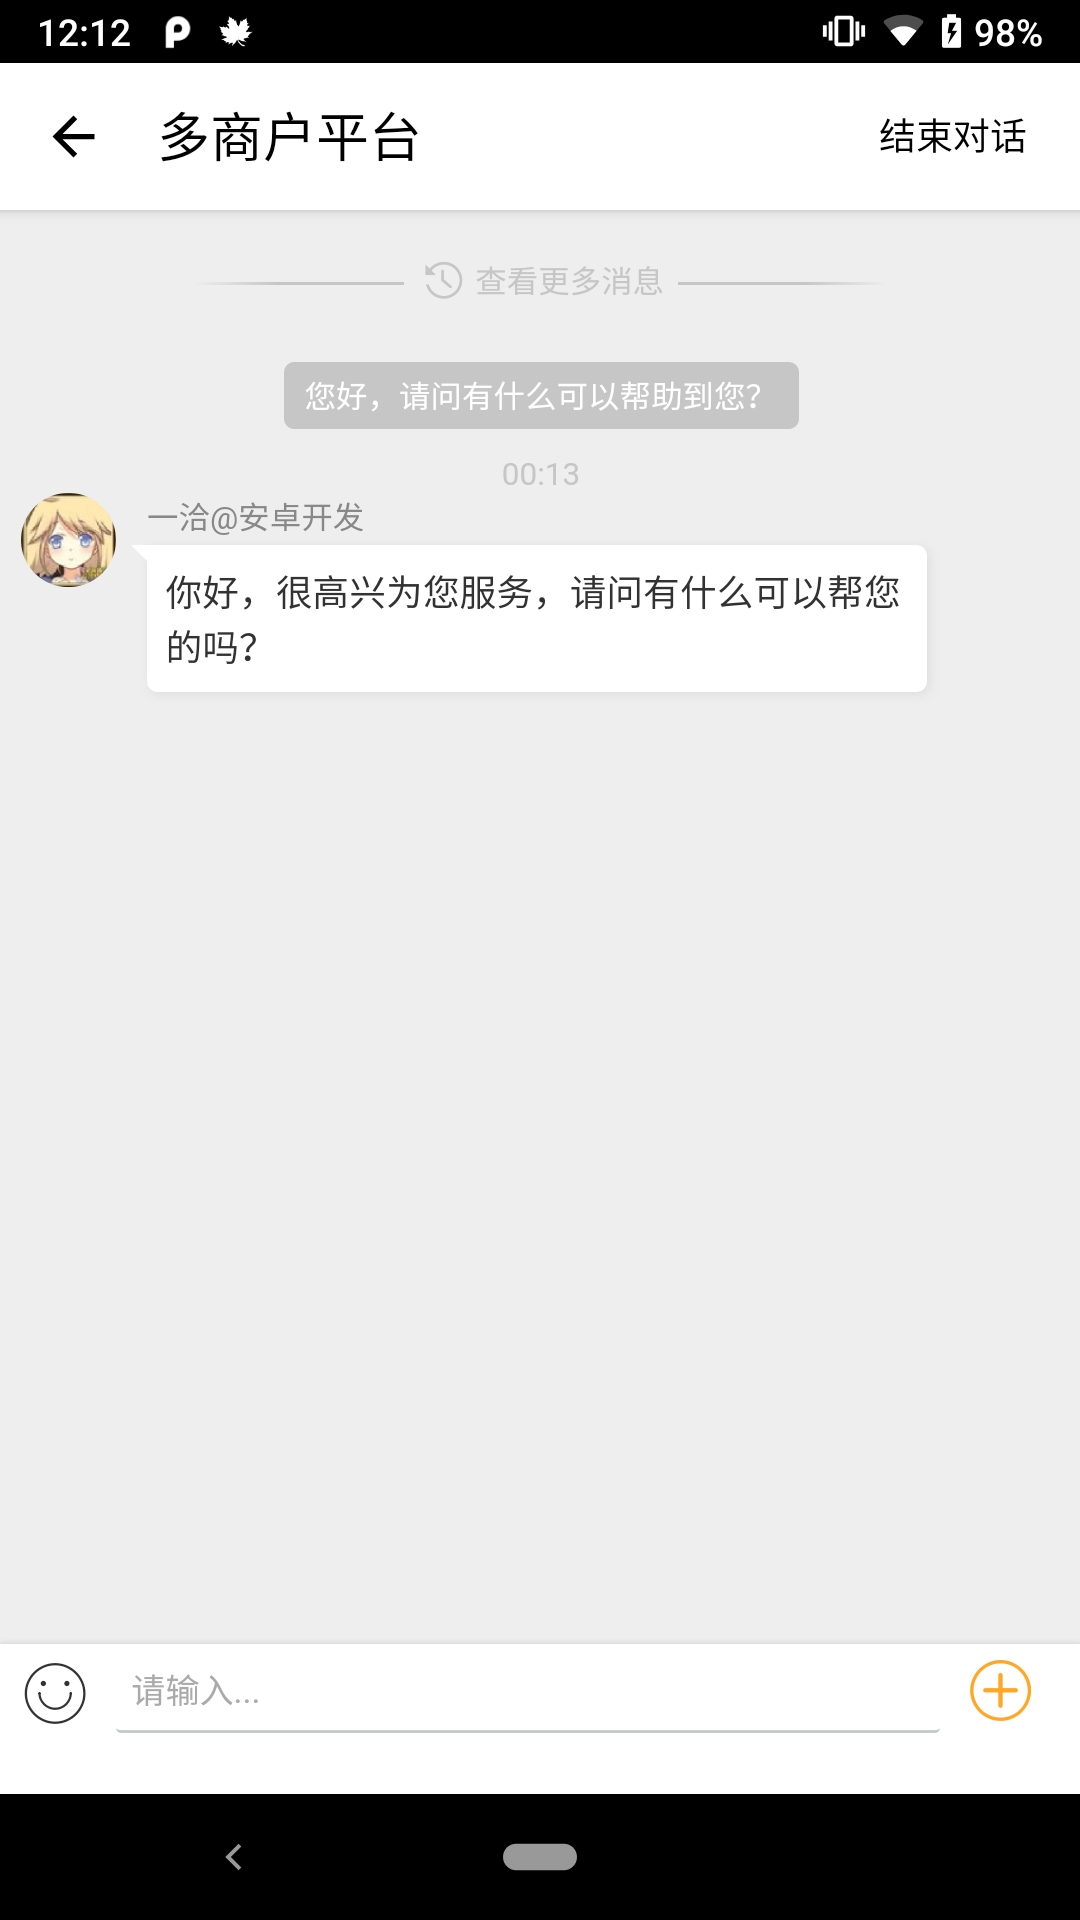 12:12
98%
多商户平台
结束对话
查看更多消息
您好，请问有什么可以帮助到您？
00:13
一洽@安卓开发
你好，很高兴为您服务，请问有什么可以帮您
的吗？
请输入...